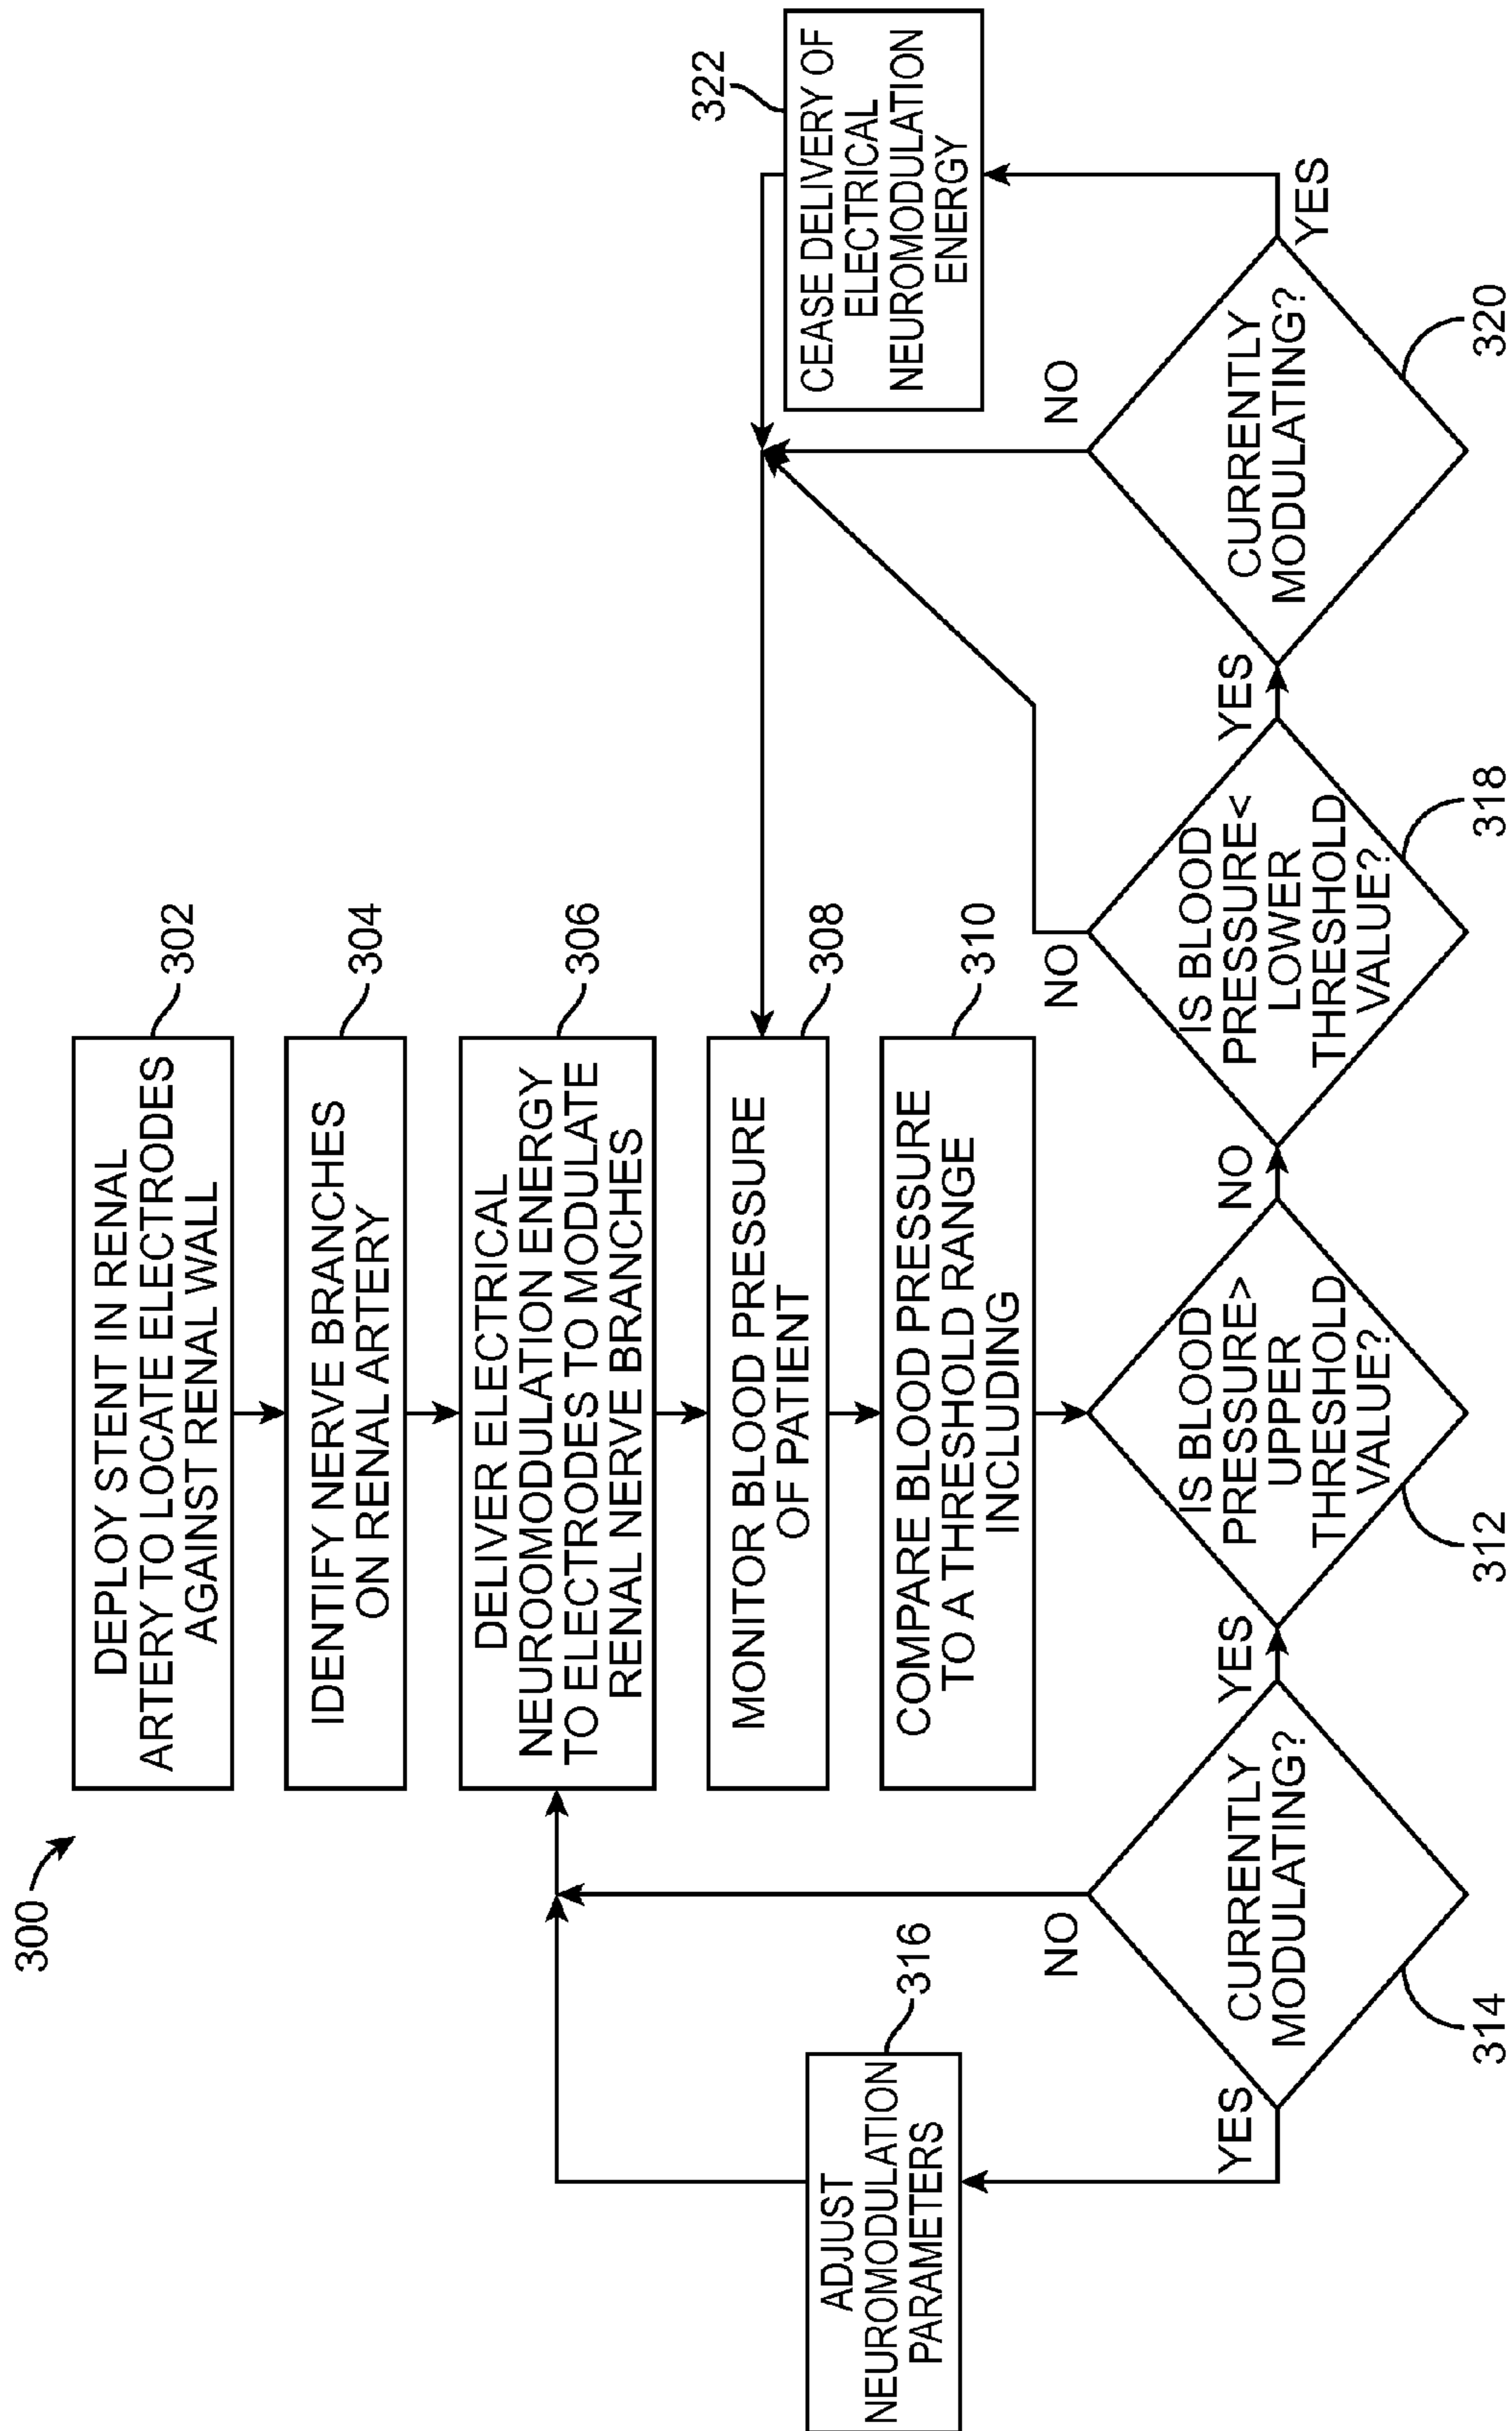 300
DEPLOY STENT IN RENAL
ARTERY TO LOCATE ELECTRODES
AGAINST RENAL WALL
302
IDENTIFY NERVE BRANCHES
ON RENAL ARTERY
304
DELIVER ELECTRICAL
NEUROMODULATION ENERGY
TO ELECTRODES TO MODULATE
RENAL NERVE BRANCHES
306
MONITOR BLOOD PRESSURE
OF PATIENT
308
COMPARE BLOOD PRESSURE
TO A THRESHOLD RANGE
INCLUDING
310
ADJUST
NEUROMODULATION
PARAMETERS
316
CEASE DELIVERY OF
ELECTRICAL
NEUROMODULATION
ENERGY
322
YES
CURRENTLY
MODULATING?
NO
314
YES
IS BLOOD
PRESSURE>
UPPER
THRESHOLD
VALUE?
312
NO
IS BLOOD
PRESSURE<
LOWER
THRESHOLD
VALUE?
NO
318
YES
CURRENTLY
MODULATING?
NO
320
YES